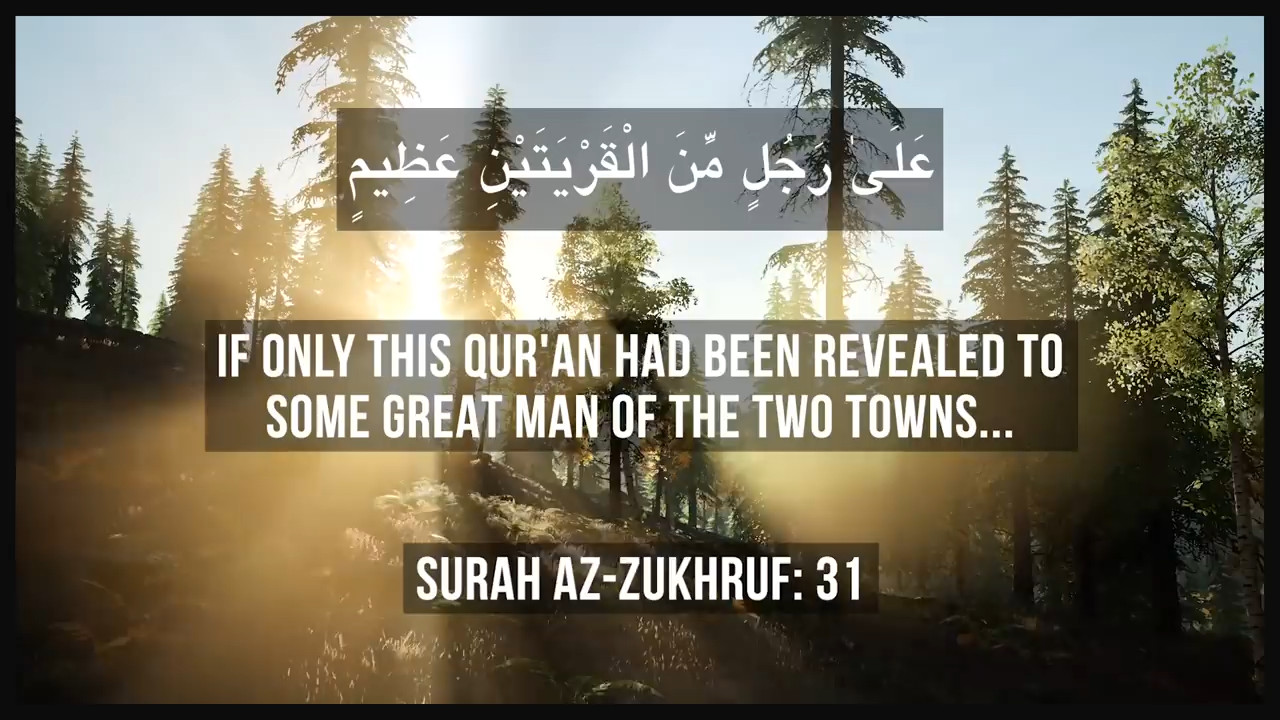 عَلَىٰ رَجُلٍ مِّنَ الْقَرْيَتَيْنِ عَظِيمٍ
IF ONLY THIS QUR'AN HAD BEEN REVEALED TO
SOME GREAT MAN OF THE TWO TOWNS...
SURAH AZ-ZUKHRUF: 31